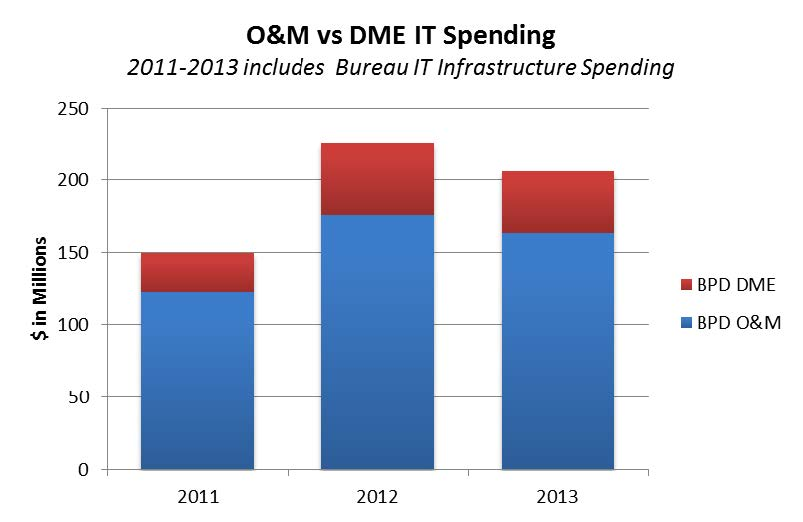 O&M vs DME IT Spending
2011-2013 includes  Bureau IT Infrastructure Spending
$ in Millions
250
200
150
100
50
0
2011
2012
2013
BPD DME
BPD O&M